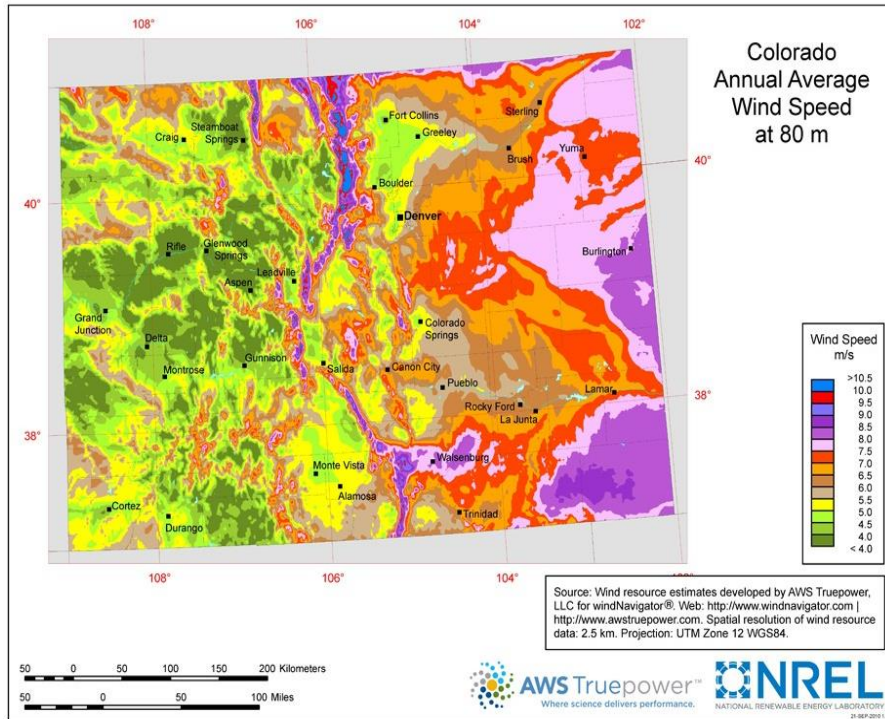 108°
106°
104°
102°
Colorado
Annual Average
Wind Speed
at 80 m
Fort Collins
Sterling
Steamboat
Springs
Craig
Greeley
Brush
Yuma
40°
Boulder
40°
Denver
Burlington
Rifle
Glenwood
Springs
Leadville
Aspen
Grand
Junction
Colorado
Springs
Delta
Gunnison
Salida
Canon City
Montrose
Pueblo
Lamar
38°
Rocky Ford
La Junta
38°
Walsenburg
Monte Vista
Alamosa
Cortez
Durango
Trinidad
108°
106°
104°
102°
Wind Speed
m/s
>10.5
10.0
9.5
9.0
8.5
8.0
7.5
7.0
6.5
6.0
5.5
5.0
4.5
4.0
< 4.0
Source: Wind resource estimates developed by AWS Truepower,
LLC for windNavigator®. Web: http://www.windnavigator.com |
http://www.awstruepower.com. Spatial resolution of wind resource
data: 2.5 km. Projection: UTM Zone 12 WGS84.
50 0 50 100 150 200 Kilometers
50 0 50 100 Miles
AWS Truepower™
Where science delivers performance.
NREL
NATIONAL RENEWABLE ENERGY LABORATORY